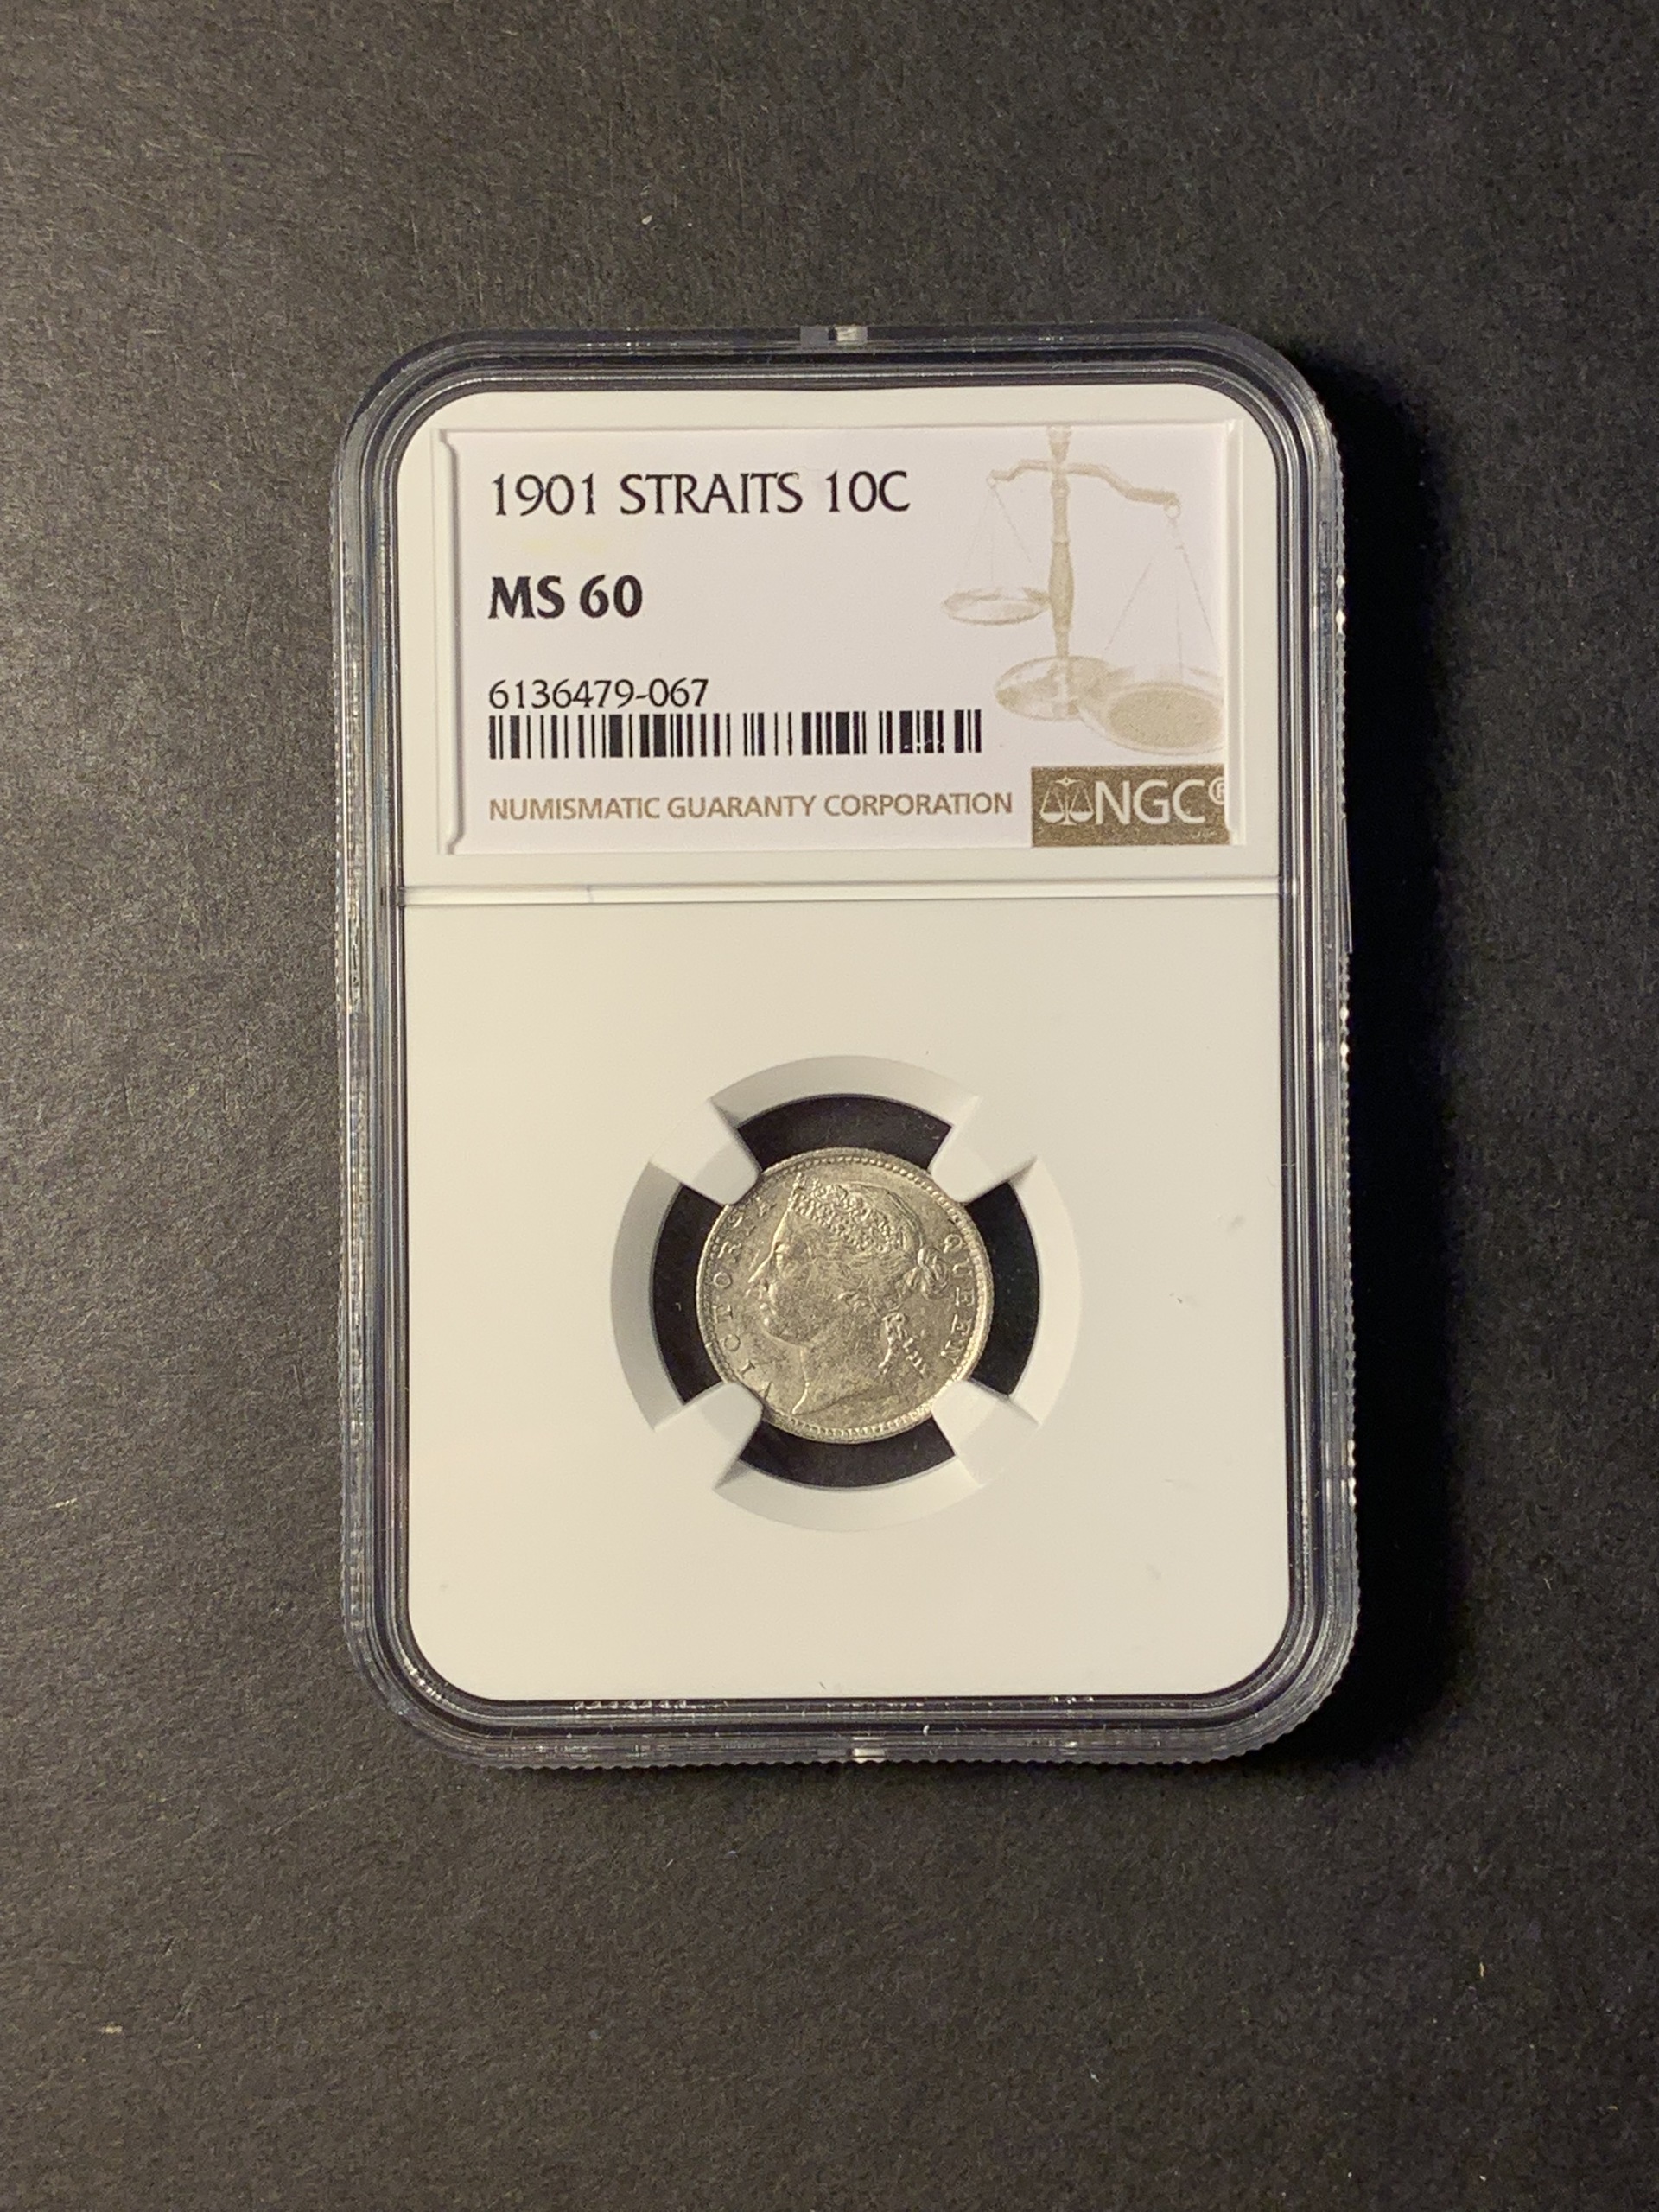 1901 STRAITS 10C
MS 60
6136479-067
NUMISMATIC GUARANTY CORPORATION
NGC®
VICTORIA QUEEN